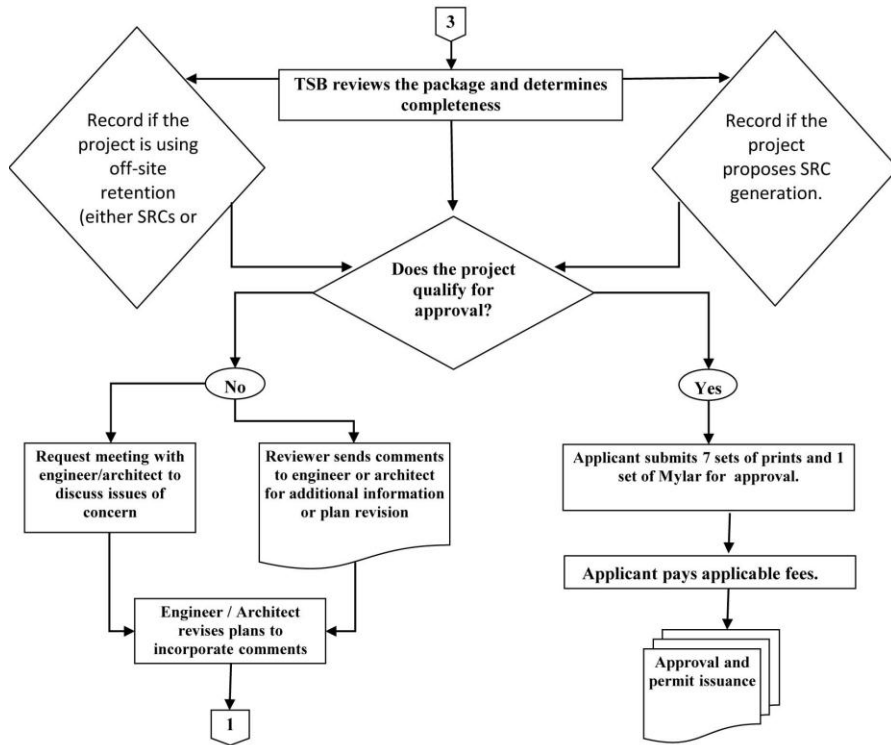 3
TSB reviews the package and determines
completeness
Record if the
project is using
off-site
retention
(either SRCs or
Record if the
project
proposes SRC
generation.
Does the project
qualify for
approval?
No
Yes
Request meeting with
engineer/architect to
discuss issues of
concern
Reviewer sends comments
to engineer or architect
for additional information
or plan revision
Applicant submits 7 sets of prints and 1
set of Mylar for approval.
Applicant pays applicable fees.
Engineer / Architect
revises plans to
incorporate comments
Approval and
permit issuance
1